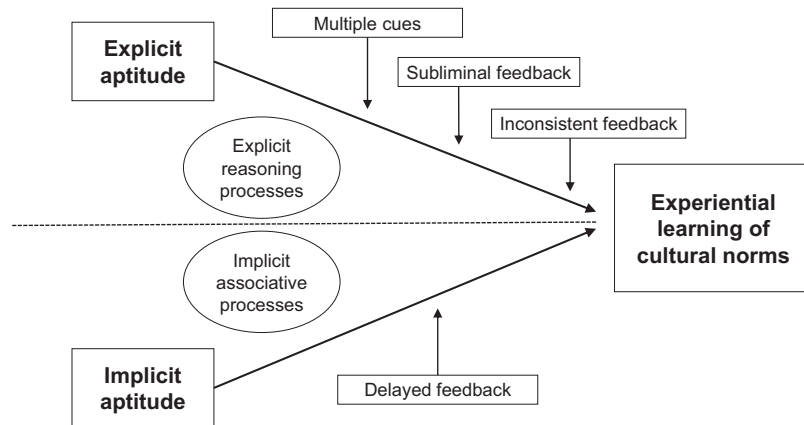 Multiple cues
Explicit
aptitude
Subliminal feedback
Inconsistent feedback
Explicit
reasoning
processes
Experiential
learning of
cultural norms
Implicit
associative
processes
Implicit
aptitude
Delayed feedback